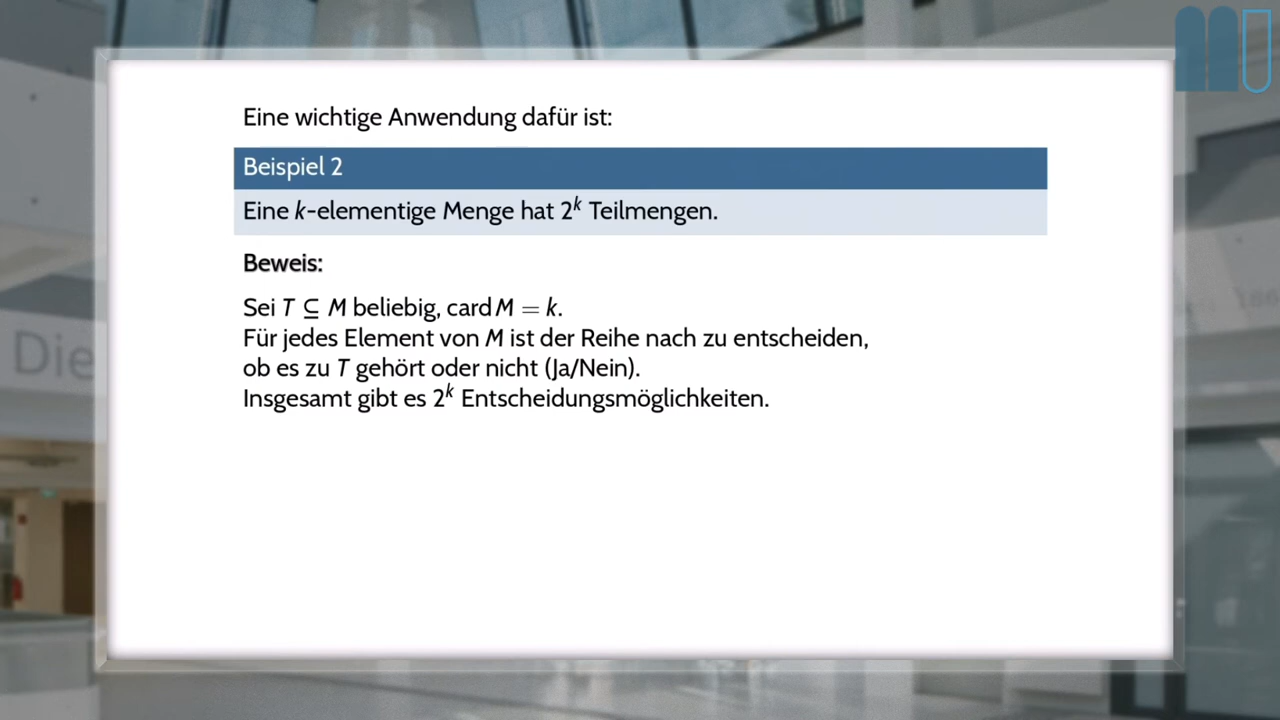 Eine wichtige Anwendung dafür ist:
Beispiel 2
Eine k-elementige Menge hat 2^k Teilmengen.
Beweis:
Sei T ⊆ M beliebig, card M = k.
Für jedes Element von M ist der Reihe nach zu entscheiden,
ob es zu T gehört oder nicht (Ja/Nein).
Insgesamt gibt es 2^k Entscheidungsmöglichkeiten.
Die